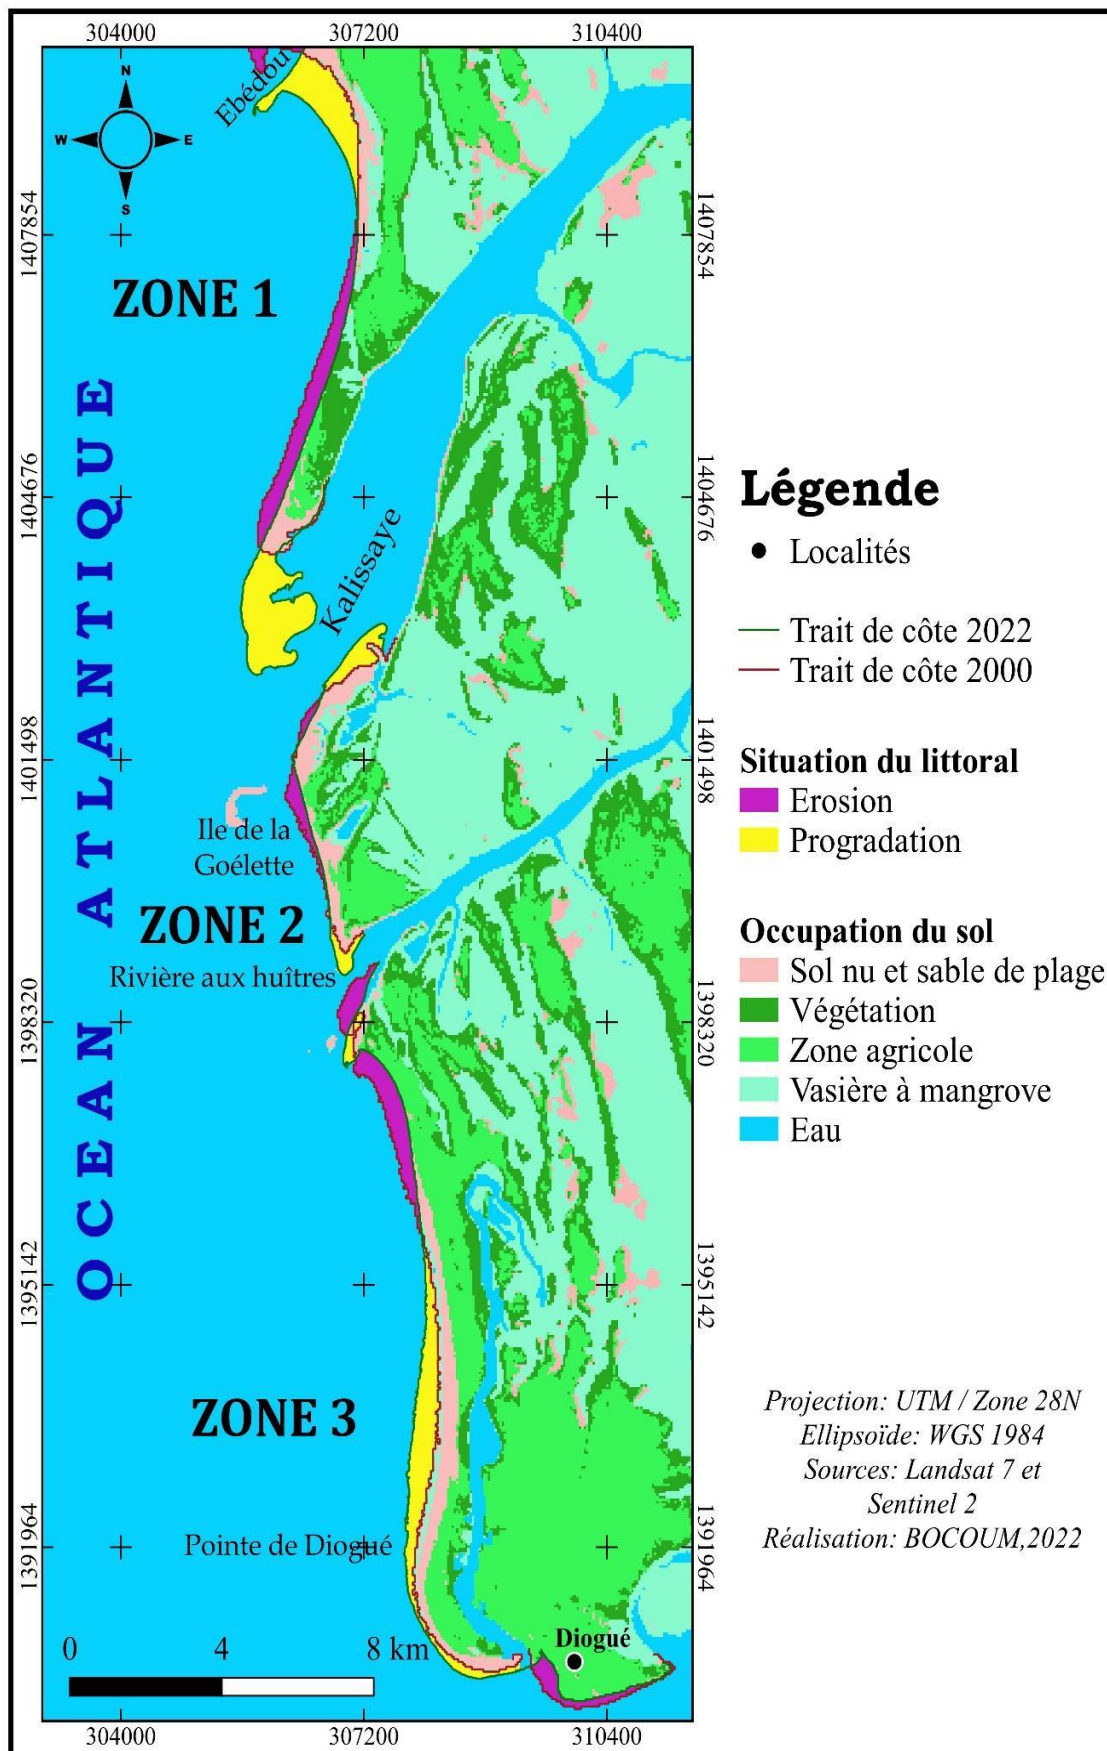 304000
307200
310400
N
W
E
S
Ebédou
1407854
1407854
ZONE 1
OCEAN ATLANTIQUE
1404676
1404676
Kalissaye
1401498
1401498
Ile de la
Goélette
ZONE 2
Rivière aux huîtres
1398320
1398320
1395142
1395142
ZONE 3
Pointe de Diogué
1391964
1391964
Diogué
0
4
8 km
304000
307200
310400
Légende
Localités
Trait de côte 2022
Trait de côte 2000
Situation du littoral
Erosion
Progradation
Occupation du sol
Sol nu et sable de plage
Végétation
Zone agricole
Vasière à mangrove
Eau
Projection: UTM / Zone 28N
Ellipsoïde: WGS 1984
Sources: Landsat 7 et
Sentinel 2
Réalisation: BOCOUM,2022